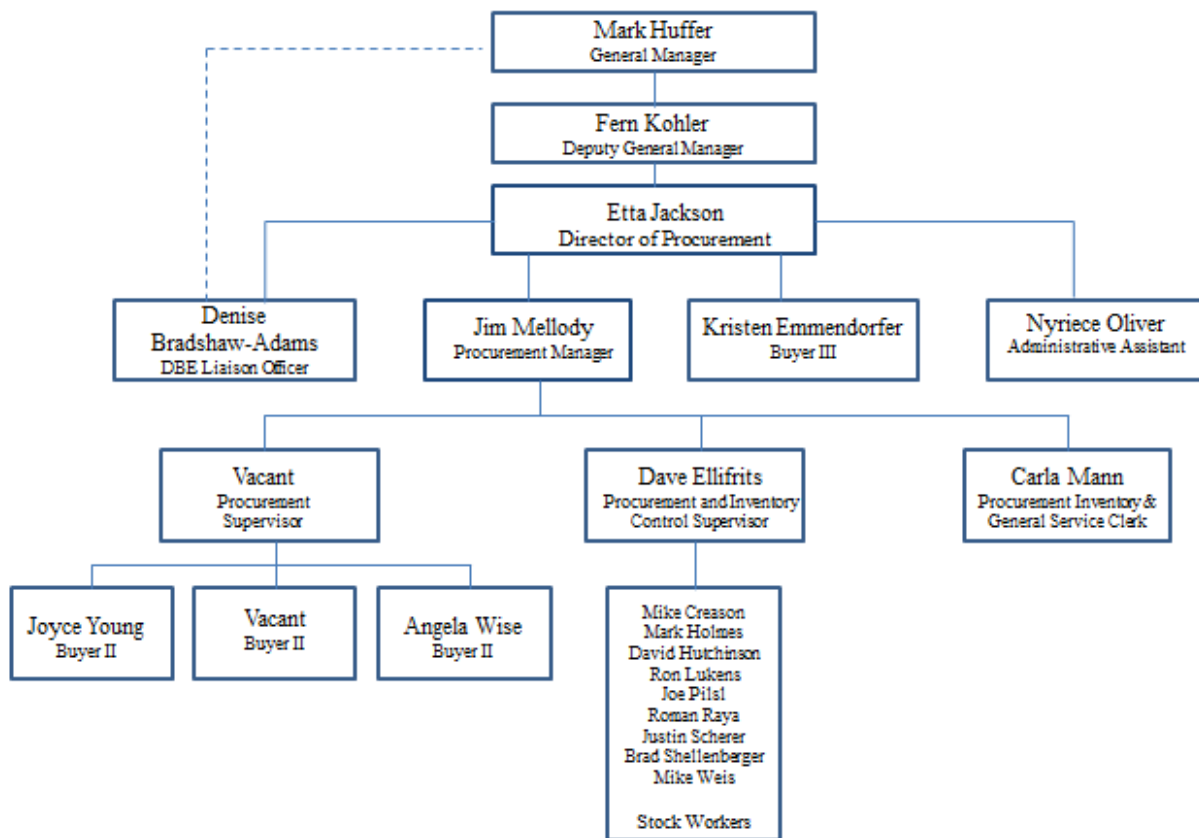 Mark Huffer
General Manager
Fern Kohler
Deputy General Manager
Etta Jackson
Director of Procurement
Denise
Bradshaw-Adams
DBE Liaison Officer
Jim Mellody
Procurement Manager
Kristen Emmendorfer
Buyer III
Nyriece Oliver
Administrative Assistant
Vacant
Procurement
Supervisor
Dave Ellifrits
Procurement and Inventory
Control Supervisor
Carla Mann
Procurement Inventory &
General Service Clerk
Joyce Young
Buyer II
Vacant
Buyer II
Angela Wise
Buyer II
Mike Creason
Mark Holmes
David Hutchinson
Ron Lukens
Joe Pilsl
Roman Raya
Justin Scherer
Brad Shellenberger
Mike Weis
Stock Workers